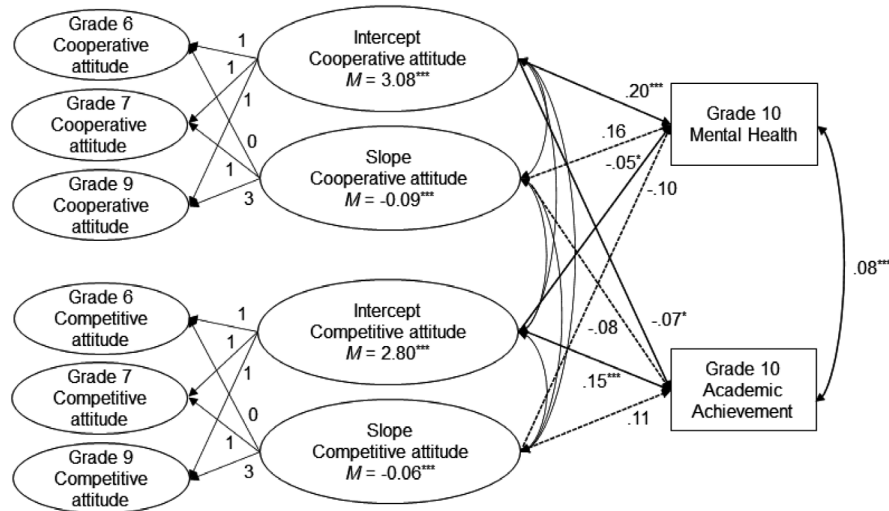 Grade 6
Cooperative
attitude
Grade 7
Cooperative
attitude
Grade 9
Cooperative
attitude
1
1
1
0
1
3
Intercept
Cooperative attitude
M = 3.08***
Slope
Cooperative attitude
M = -0.09***
.20***
.16
-.05*
-.10
Grade 10
Mental Health
.08***
Grade 6
Competitive
attitude
Grade 7
Competitive
attitude
Grade 9
Competitive
attitude
1
1
1
0
1
3
Intercept
Competitive attitude
M = 2.80***
Slope
Competitive attitude
M = -0.06***
-.08
-.07*
.15***
.11
Grade 10
Academic
Achievement